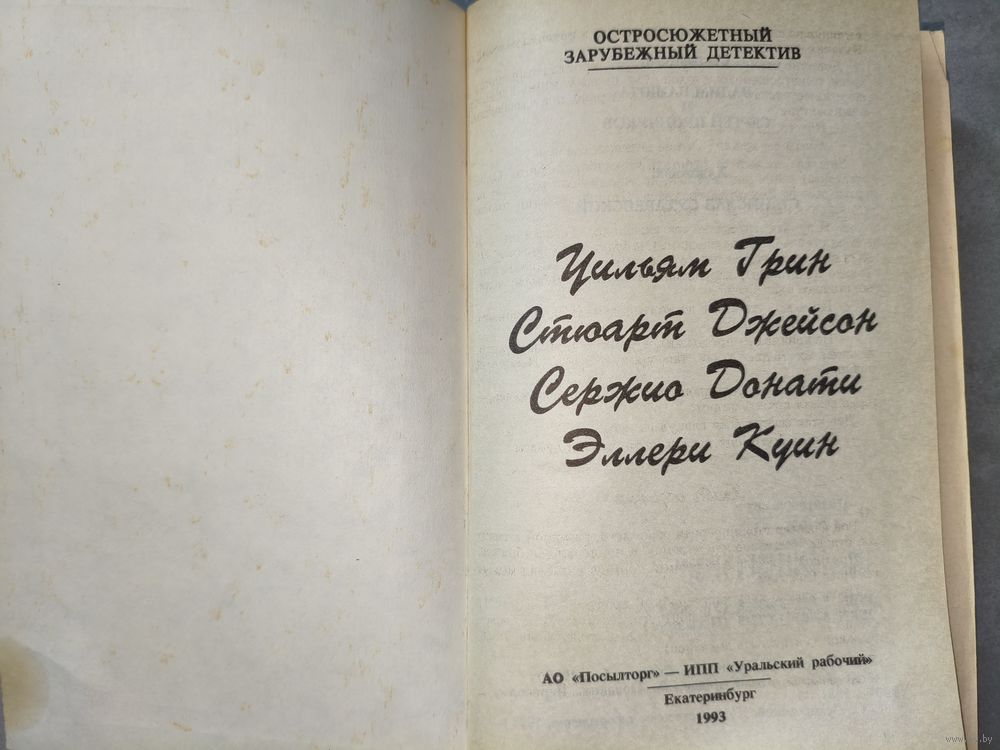 ОСТРОСЮЖЕТНЫЙ
ЗАРУБЕЖНЫЙ ДЕТЕКТИВ
Уильям Грин
Стюарт Джейсон
Сержио Донати
Эллери Куин
АО «Посылторг» — ИПП «Уральский рабочий»
Екатеринбург
1993